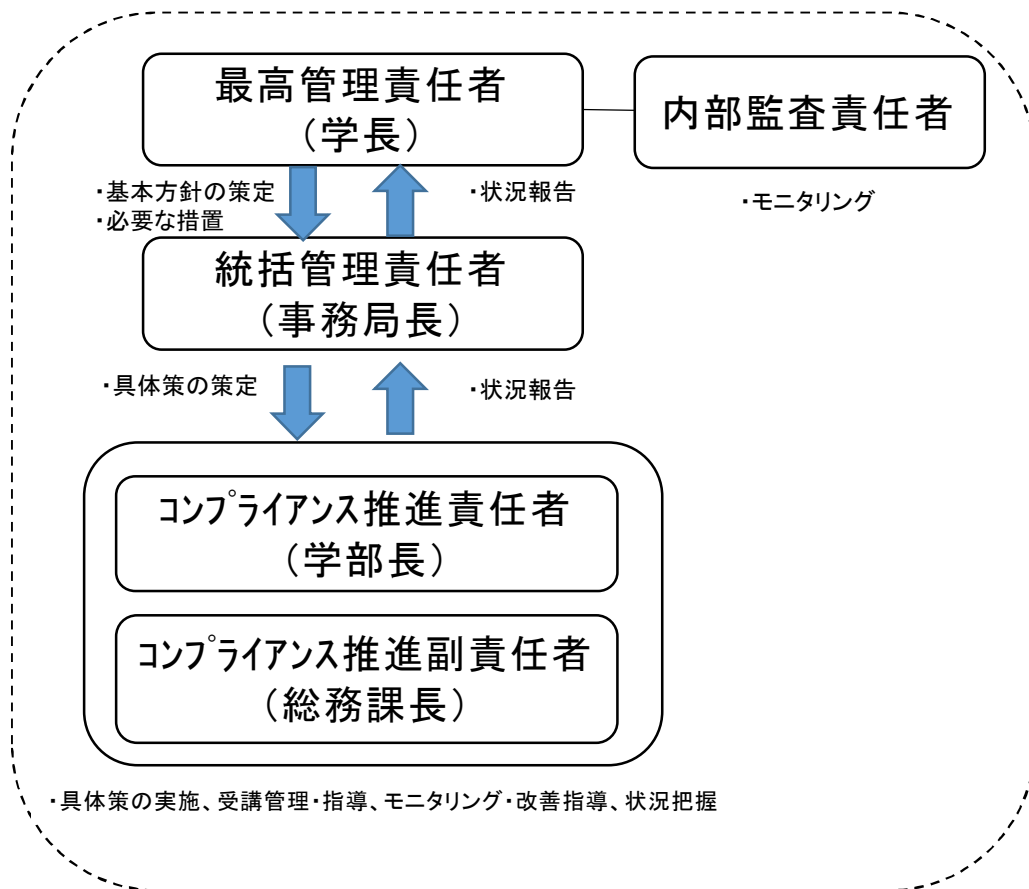 最高管理責任者
(学長)
内部監査責任者
・基本方針の策定
・必要な措置
・状況報告
・モニタリング
統括管理責任者
(事務局長)
・具体策の策定
・状況報告
コンプライアンス推進責任者
(学部長)
コンプライアンス推進副責任者
(総務課長)
・具体策の実施、受講管理・指導、モニタリング・改善指導、状況把握